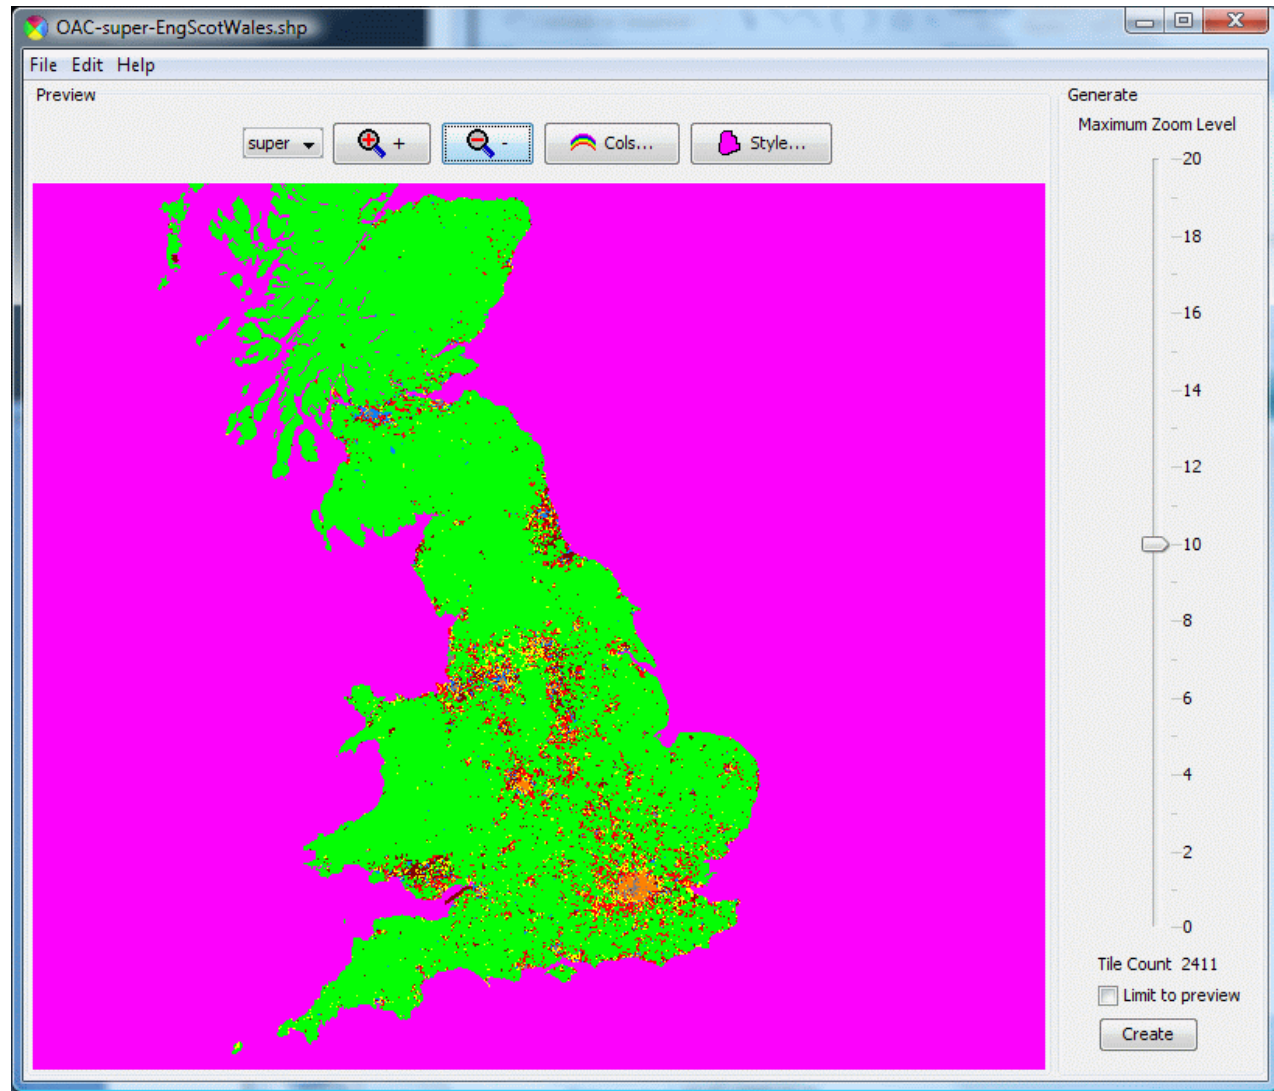 OAC-super-EngScotWales.shp
File Edit Help
Preview
super
+
-
Cols...
Style...
Generate
Maximum Zoom Level
20
18
16
14
12
10
8
6
4
2
0
Tile Count 2411
Limit to preview
Create